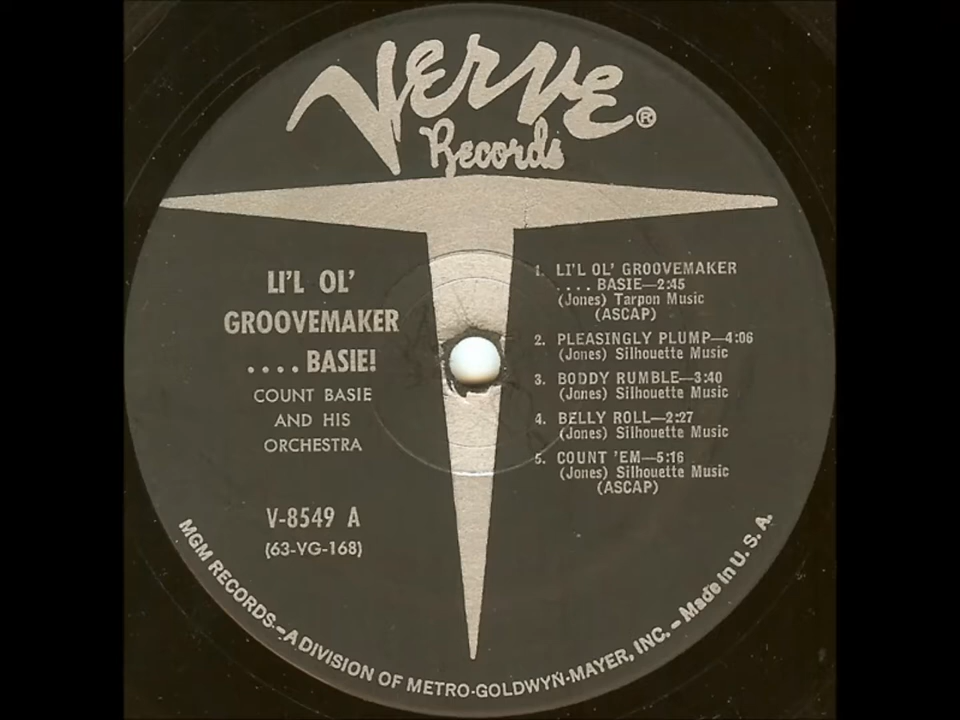 Verve®
Records
LI'L OL'
GROOVEMAKER
....BASIE!
COUNT BASIE
AND HIS
ORCHESTRA
V-8549 A
(63-VG-168)
1. LI'L OL' GROOVEMAKER
.... BASIE—2:45
(Jones) Tarpon Music
(ASCAP)
2. PLEASINGLY PLUMP—4:06
(Jones) Silhouette Music
3. BODDY RUMBLE—3:40
(Jones) Silhouette Music
4. BELLY ROLL—2:27
(Jones) Silhouette Music
5. COUNT 'EM—5:16
(Jones) Silhouette Music
(ASCAP)
MGM RECORDS—A DIVISION OF METRO-GOLDWYN-MAYER, INC. – Made in U. S. A.